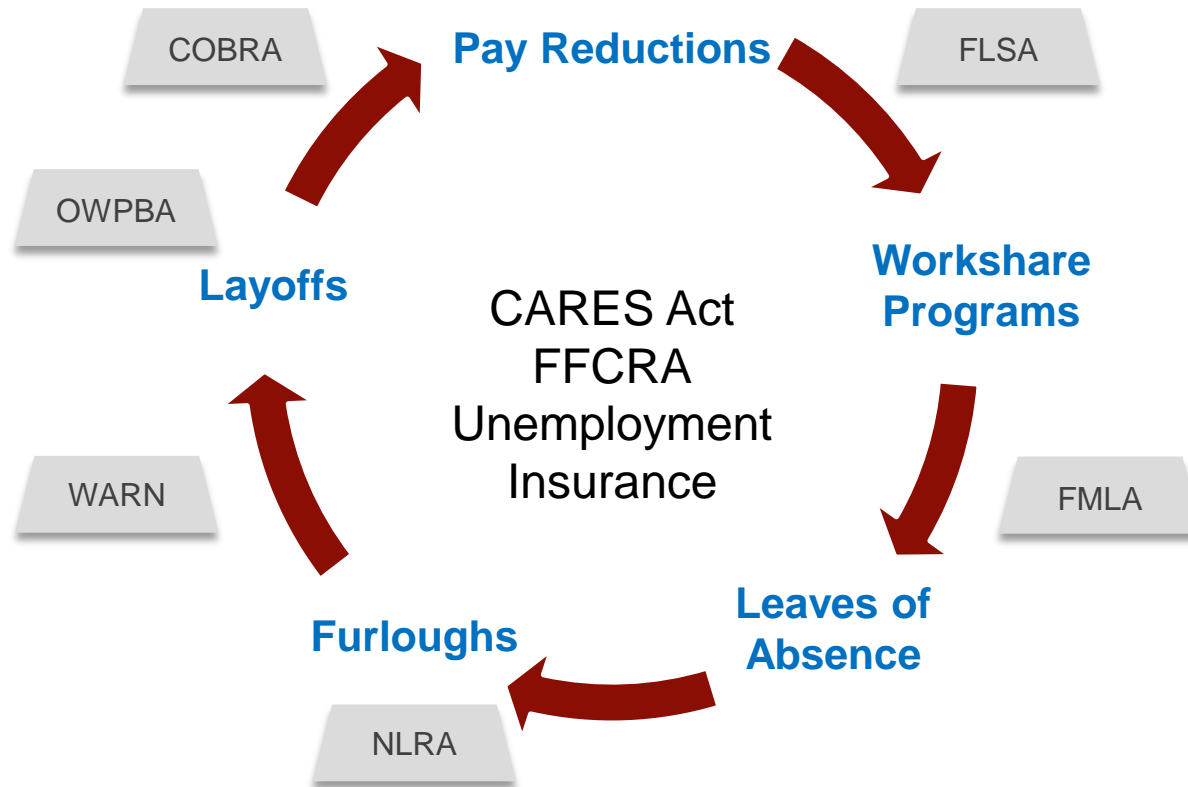 COBRA
Pay Reductions
FLSA
OWPBA
Layoffs
Workshare
Programs
CARES Act
FFCRA
Unemployment
Insurance
WARN
FMLA
Furloughs
Leaves of
Absence
NLRA